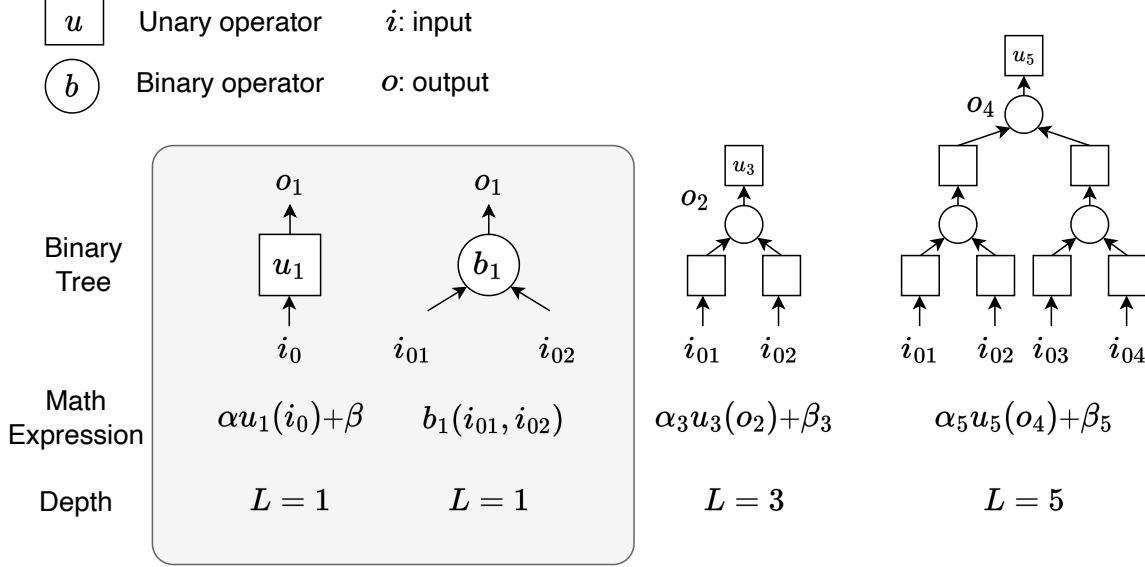 u Unary operator i: input
b Binary operator o: output
Binary
Tree
o₁
u₁
i₀
o₁
b₁
i₀₁ i₀₂
u₃
o₂
i₀₁ i₀₂
u₅
o₄
i₀₁ i₀₂ i₀₃ i₀₄
Math
Expression
αu₁(i₀)+β b₁(i₀₁, i₀₂) α₃u₃(o₂)+β₃ α₅u₅(o₄)+β₅
Depth L = 1 L = 1 L = 3 L = 5